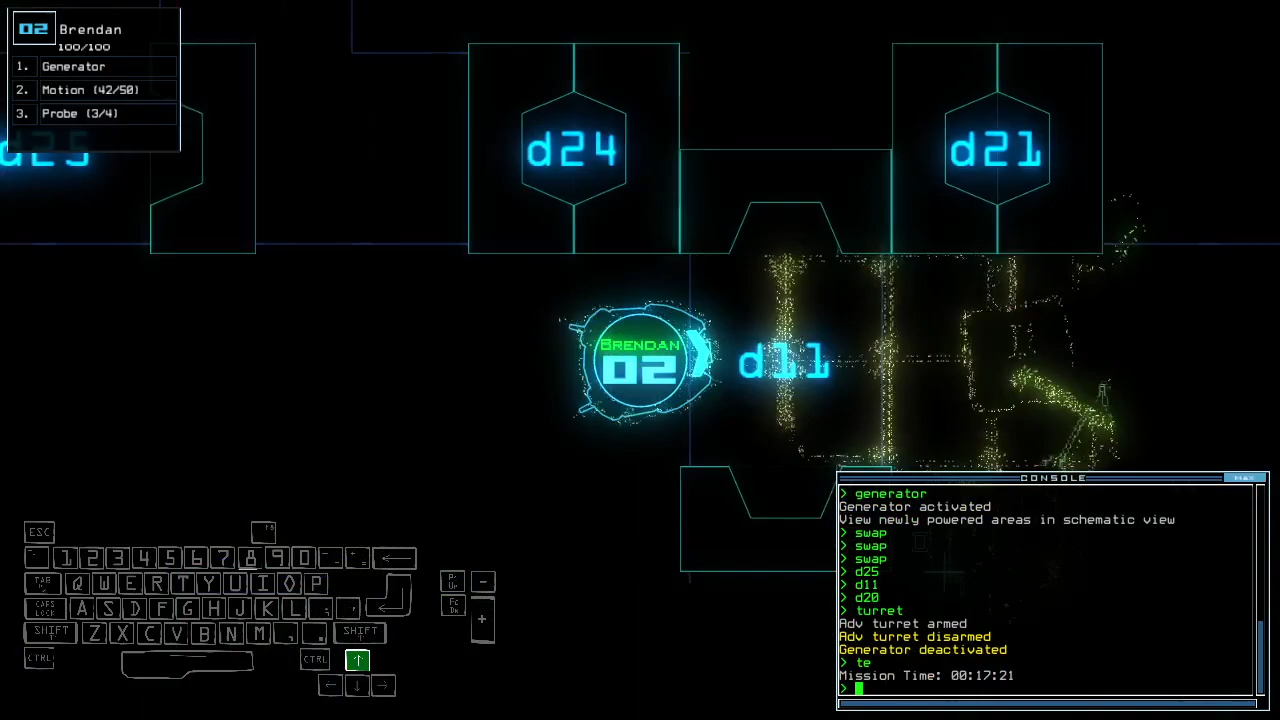 02 Brendan
100/100
1. Generator
2. Motion (42/50)
3. Probe (3/4)
d25
d24
d21
BRENDAN
02
d11
CONSOLE
MAX
> generator
Generator activated
View newly powered areas in schematic view
> swap
> swap
> swap
> d25
> d11
> d20
> turret
Adv turret armed
Adv turret disarmed
Generator deactivated
> te
Mission Time: 00:17:21
>
ESC
1 2 3 4 5 6 7 8 9 0 - =
TAB Q W E R T Y U I O P
CAPS LOCK A S D F G H J K L ; '
SHIFT Z X C V B N M , . SHIFT
CTRL CTRL ↑
← ↓ →
-
+